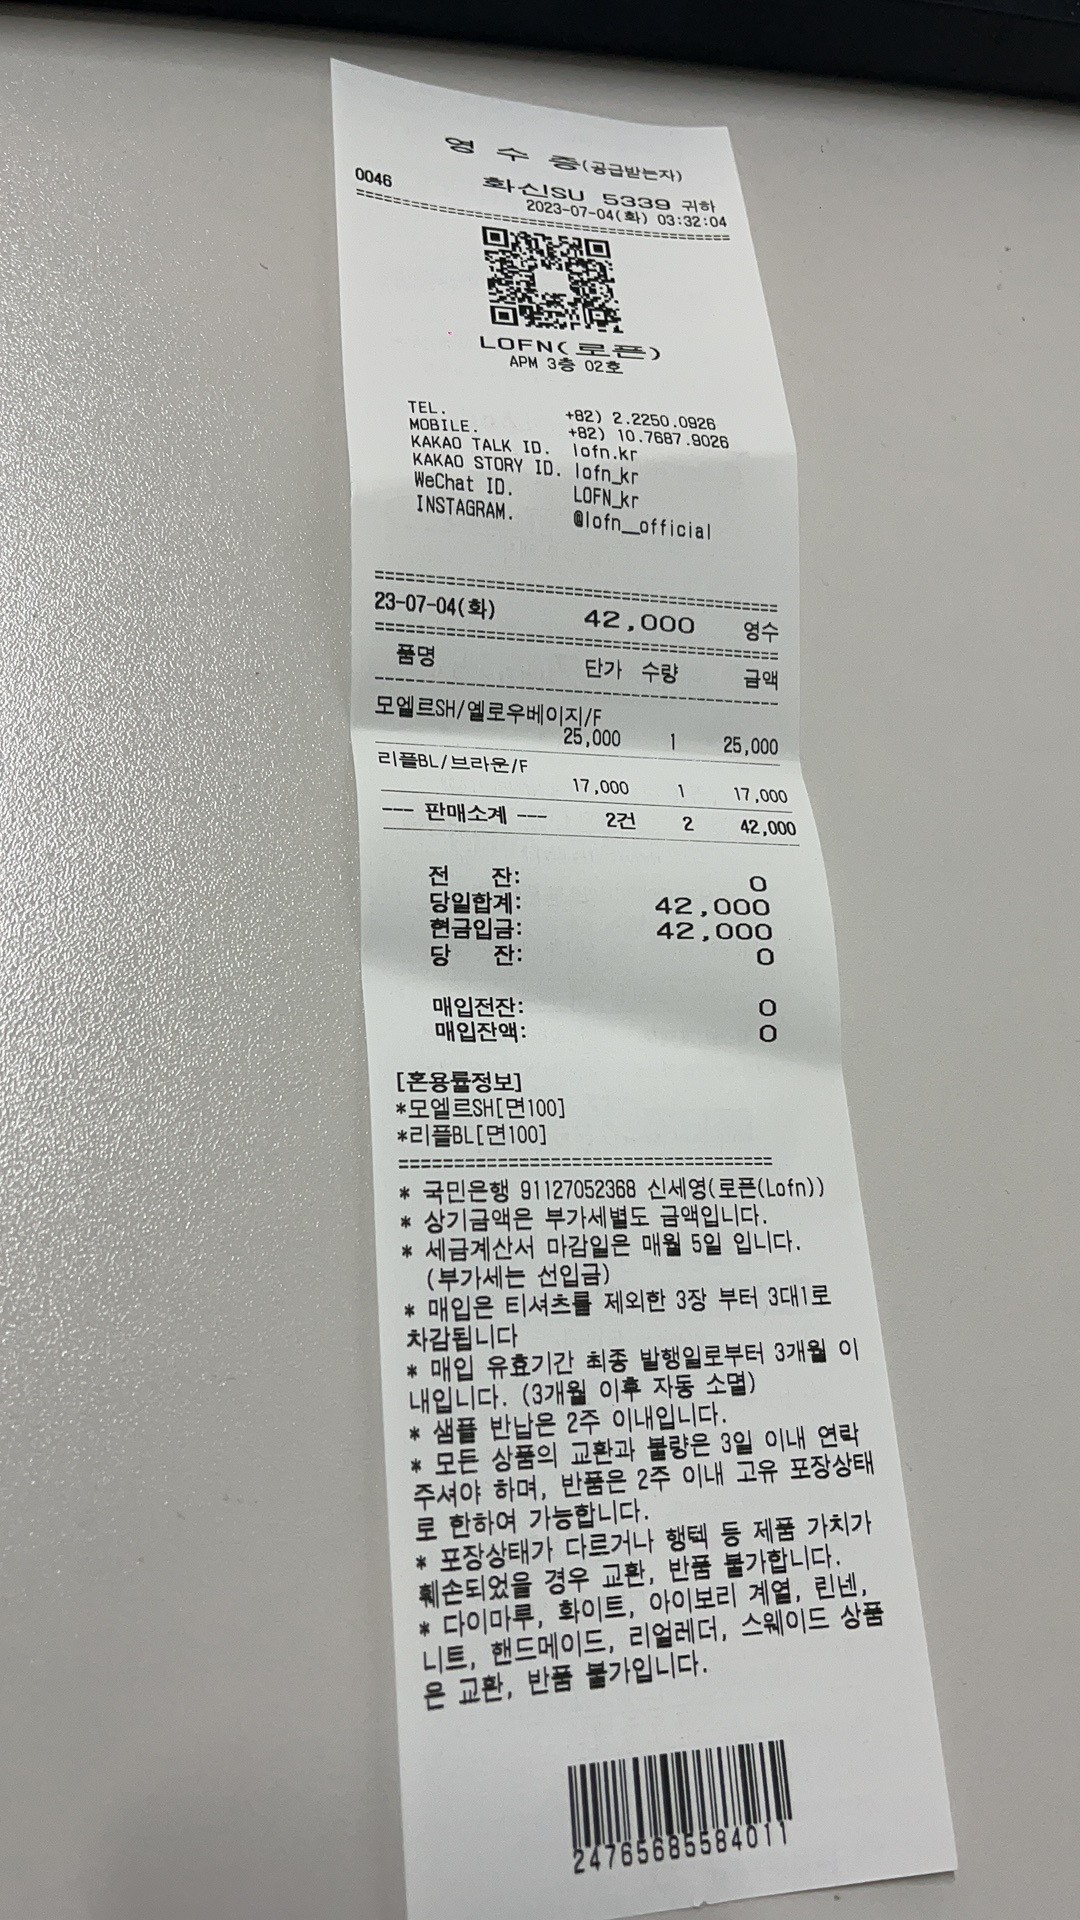 영 수 증(공급받는자)
0046 화신ISU 5339 귀하
2023-07-04(화) 03:32:04
=====================================
LOFN(로픈)
APM 3층 02호
TEL. +82) 2.2250.0926
MOBILE. +82) 10.7687.9026
KAKAO TALK ID. lofn.kr
KAKAO STORY ID. lofn_kr
WeChat ID. LOFN_kr
INSTAGRAM. @lofn__official
=====================================
23-07-04(화) 42,000 영수
=====================================
품명 단가 수량 금액
모엘르SH/옐로우베이지/F
25,000 1 25,000
리플BL/브라운/F
17,000 1 17,000
--- 판매소계 --- 2건 2 42,000
전 잔: 0
당일합계: 42,000
현금입금: 42,000
당 잔: 0
매입전잔: 0
매입잔액: 0
[혼용률정보]
*모엘르SH[면100]
*리플BL[면100]
=====================================
* 국민은행 91127052368 신세영(로픈(Lofn))
* 상기금액은 부가세별도 금액입니다.
* 세금계산서 마감일은 매월 5일 입니다.
(부가세는 선입금)
* 매입은 티셔츠를 제외한 3장 부터 3대1로
차감됩니다
* 매입 유효기간 최종 발행일로부터 3개월 이
내입니다. (3개월 이후 자동 소멸)
* 샘플 반납은 2주 이내입니다.
* 모든 상품의 교환과 불량은 3일 이내 연락
주셔야 하며, 반품은 2주 이내 고유 포장상태
로 한하여 가능합니다.
* 포장상태가 다르거나 행텍 등 제품 가치가
훼손되었을 경우 교환, 반품 불가합니다.
* 다이마루, 화이트, 아이보리 계열, 린넨,
니트, 핸드메이드, 리얼레더, 스웨이드 상품
은 교환, 반품 불가입니다.
24765685584011